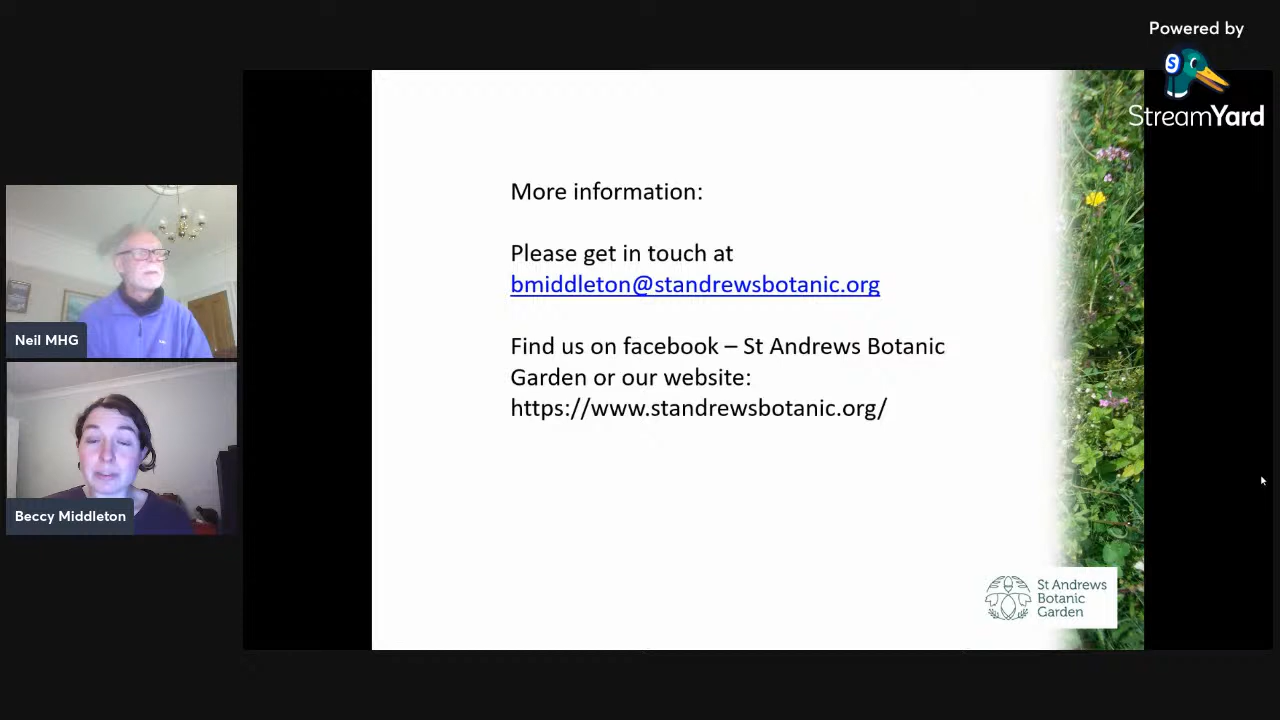 Powered by
S
StreamYard
More information:
Please get in touch at
bmiddleton@standrewsbotanic.org
Find us on facebook – St Andrews Botanic
Garden or our website:
https://www.standrewsbotanic.org/
Neil MHG
Beccy Middleton
St Andrews
Botanic
Garden